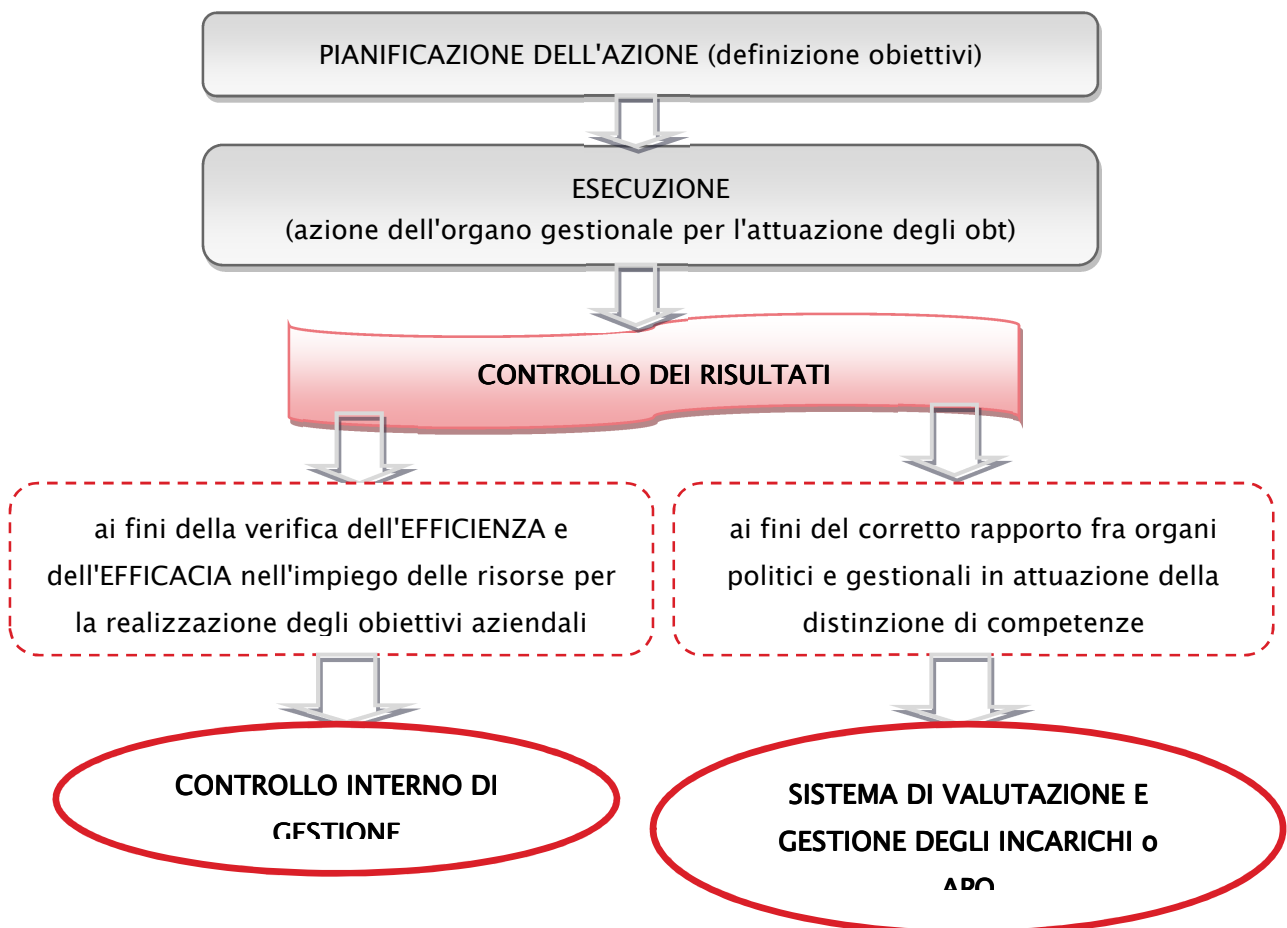 PIANIFICAZIONE DELL'AZIONE (definizione obiettivi)
ESECUZIONE
(azione dell'organo gestionale per l'attuazione degli obt)
CONTROLLO DEI RISULTATI
ai fini della verifica dell'EFFICIENZA e
dell'EFFICACIA nell'impiego delle risorse per
la realizzazione degli obiettivi aziendali
ai fini del corretto rapporto fra organi
politici e gestionali in attuazione della
distinzione di competenze
CONTROLLO INTERNO DI
GESTIONE
SISTEMA DI VALUTAZIONE E
GESTIONE DEGLI INCARICHI o